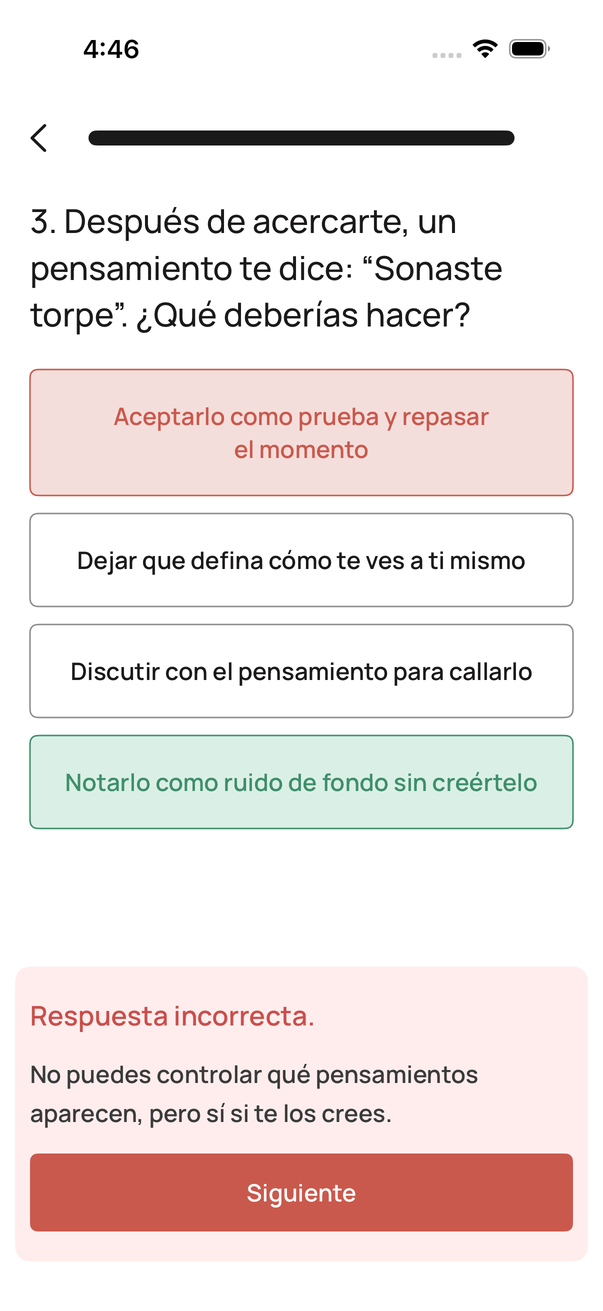 4:46
3. Después de acercarte, un
pensamiento te dice: “Sonaste
torpe”. ¿Qué deberías hacer?
Aceptarlo como prueba y repasar
el momento
Dejar que defina cómo te ves a ti mismo
Discutir con el pensamiento para callarlo
Notarlo como ruido de fondo sin creértelo
Respuesta incorrecta.
No puedes controlar qué pensamientos
aparecen, pero sí si te los crees.
Siguiente